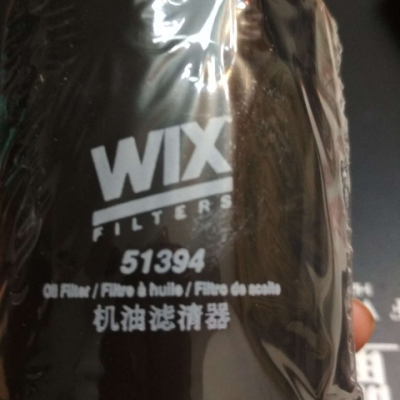 WIX
FILTERS
51394
Oil Filter / Filtre à huile / Filtro de aceite
机油滤清器